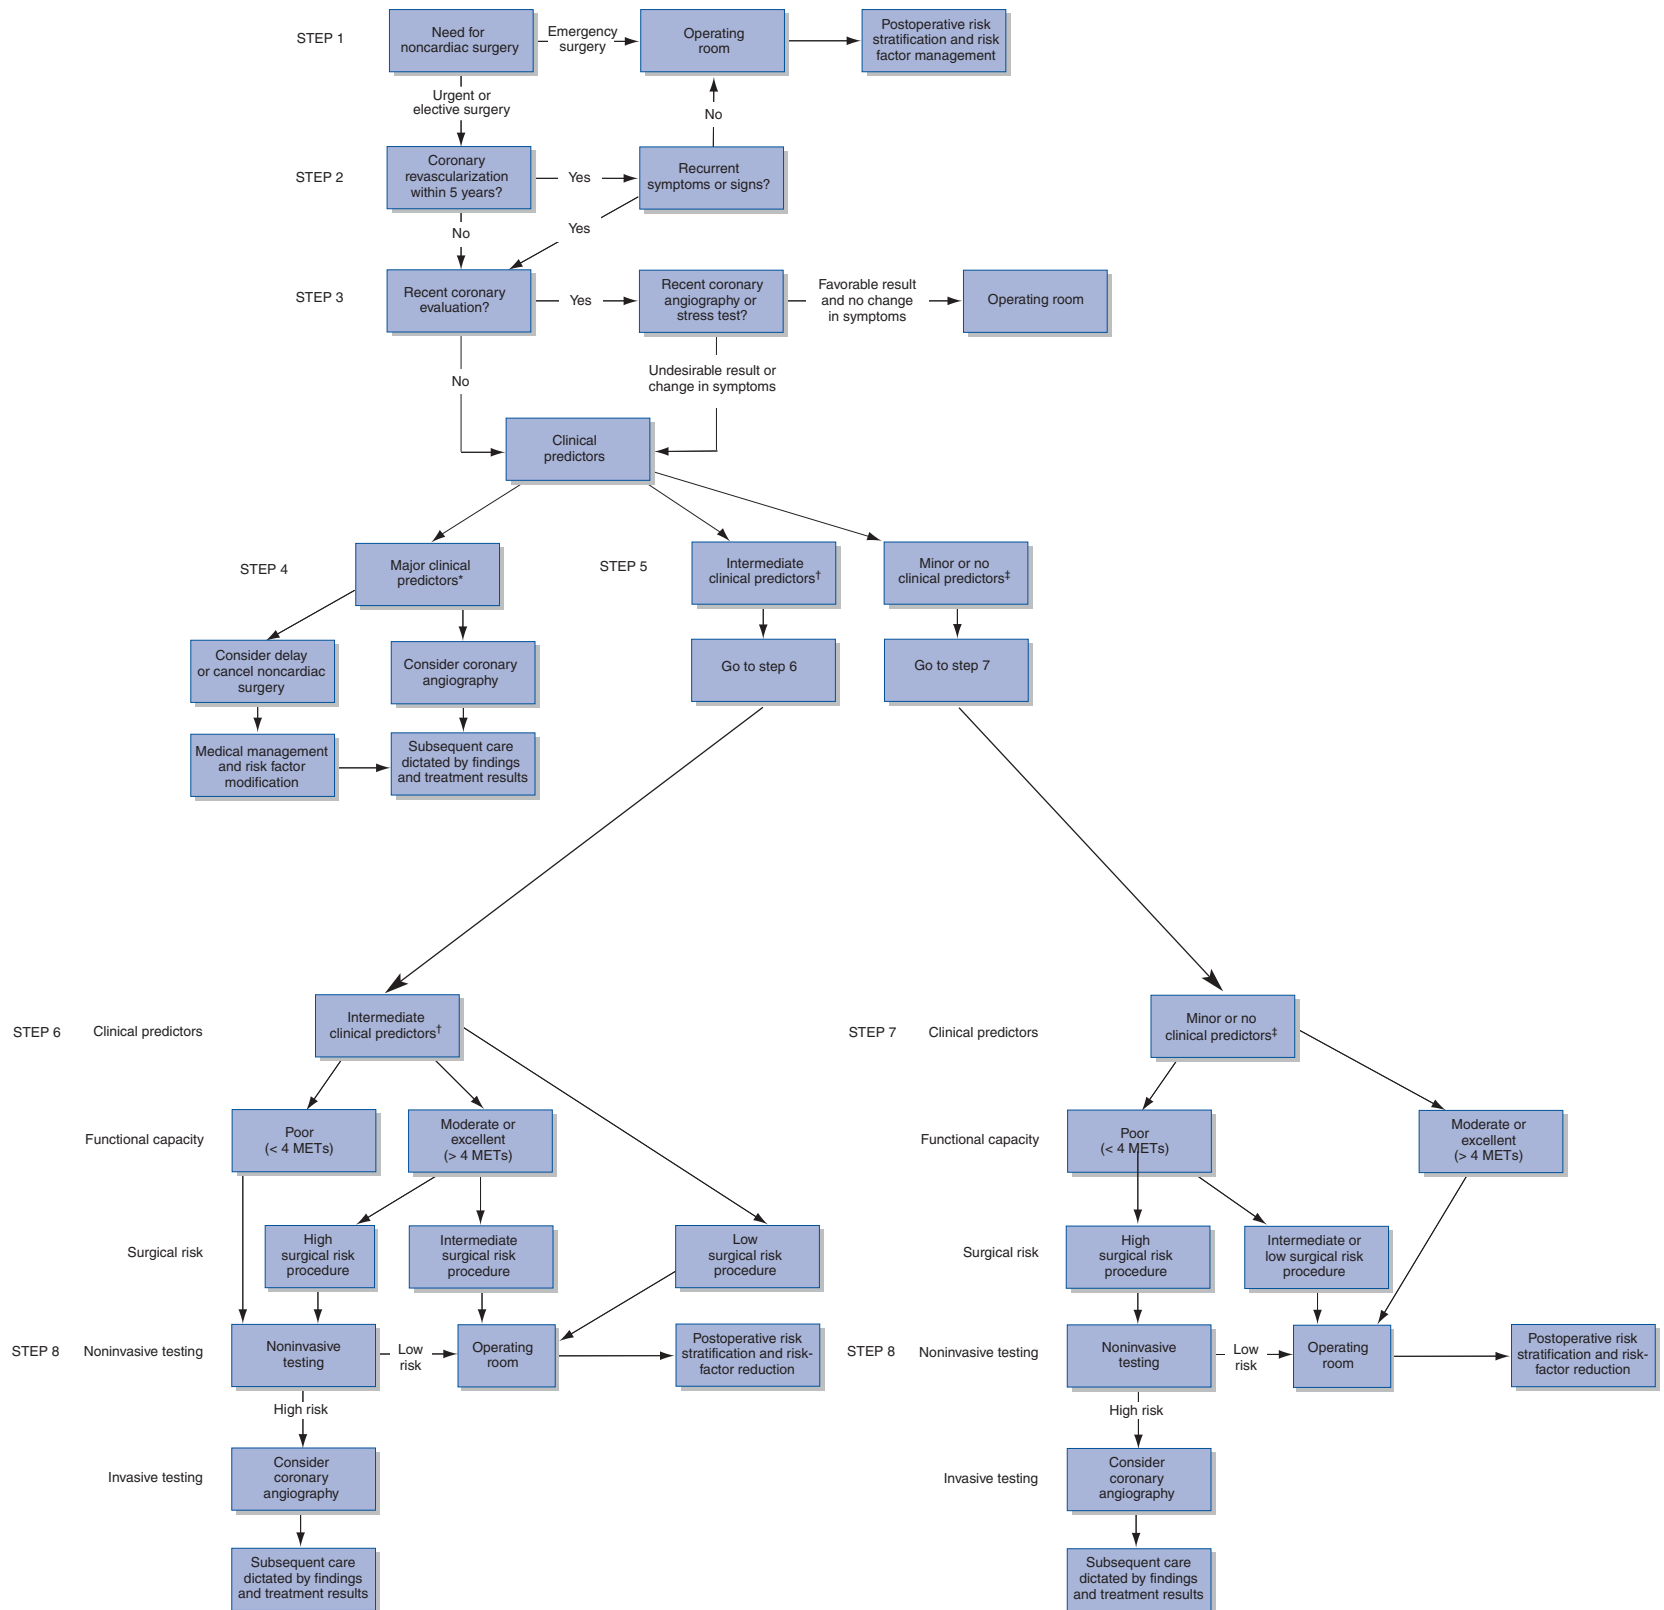 STEP 1
Need for
noncardiac surgery
Emergency
surgery
Operating
room
Postoperative risk
stratification and risk
factor management
Urgent or
elective surgery
No
STEP 2
Coronary
revascularization
within 5 years?
Yes
Recurrent
symptoms or signs?
No
Yes
STEP 3
Recent coronary
evaluation?
Yes
Recent coronary
angiography or
stress test?
Favorable result
and no change
in symptoms
Operating room
No
Undesirable result or
change in symptoms
Clinical
predictors
STEP 4
Major clinical
predictors*
STEP 5
Intermediate
clinical predictors†
Minor or no
clinical predictors‡
Consider delay
or cancel noncardiac
surgery
Consider coronary
angiography
Go to step 6
Go to step 7
Medical management
and risk factor
modification
Subsequent care
dictated by findings
and treatment results
STEP 6
Clinical predictors
Intermediate
clinical predictors†
Functional capacity
Poor
(< 4 METs)
Moderate or
excellent
(> 4 METs)
Surgical risk
High
surgical risk
procedure
Intermediate
surgical risk
procedure
Low
surgical risk
procedure
STEP 8
Noninvasive testing
Noninvasive
testing
Low
risk
Operating
room
Postoperative risk
stratification and risk-
factor reduction
High risk
Invasive testing
Consider
coronary
angiography
Subsequent care
dictated by findings
and treatment results
STEP 7
Clinical predictors
Minor or no
clinical predictors‡
Functional capacity
Poor
(< 4 METs)
Moderate or
excellent
(> 4 METs)
Surgical risk
High
surgical risk
procedure
Intermediate or
low surgical risk
procedure
STEP 8
Noninvasive testing
Noninvasive
testing
Low
risk
Operating
room
Postoperative risk
stratification and risk-
factor reduction
High risk
Invasive testing
Consider
coronary
angiography
Subsequent care
dictated by findings
and treatment results